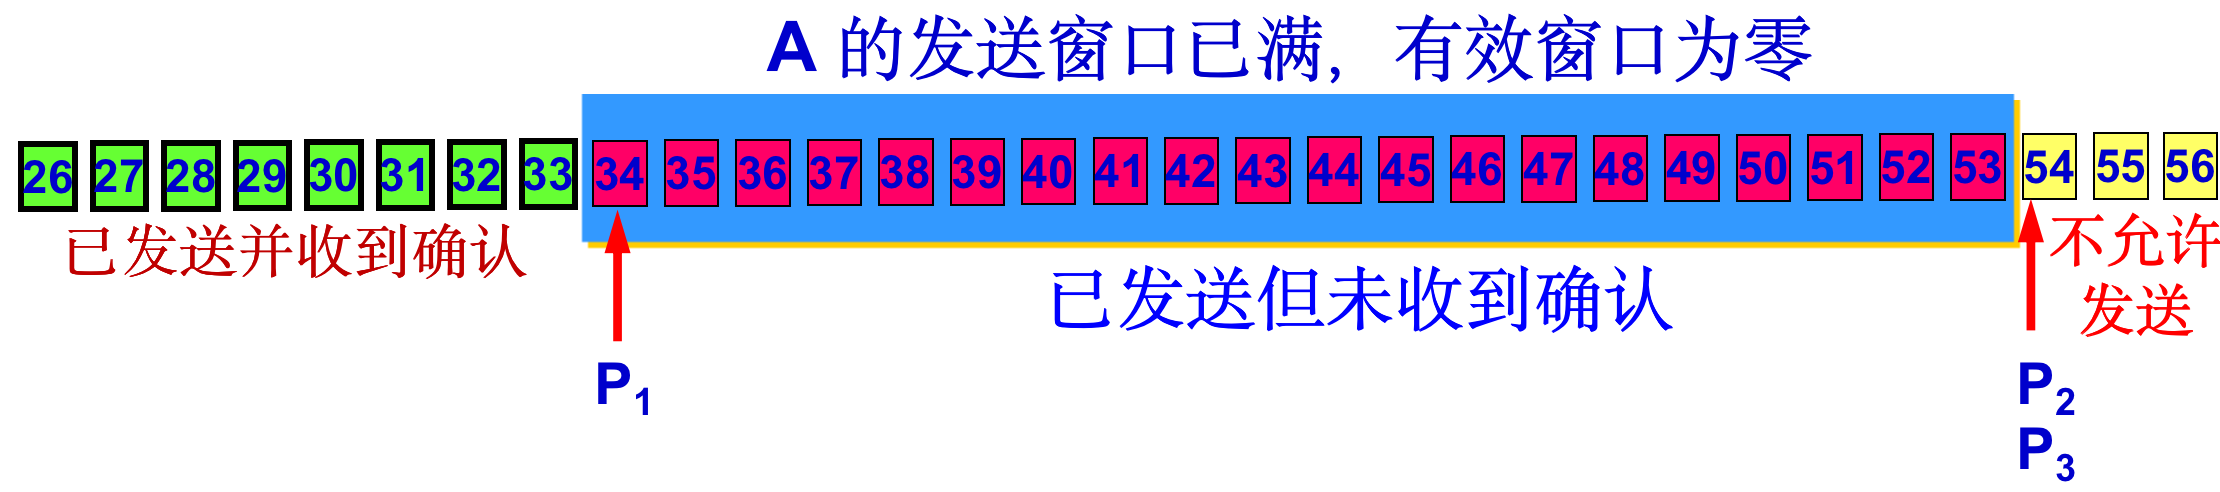 A 的发送窗口已满，有效窗口为零
26 27 28 29 30 31 32 33 34 35 36 37 38 39 40 41 42 43 44 45 46 47 48 49 50 51 52 53 54 55 56
已发送并收到确认
已发送但未收到确认
不允许
发送
P1
P2
P3